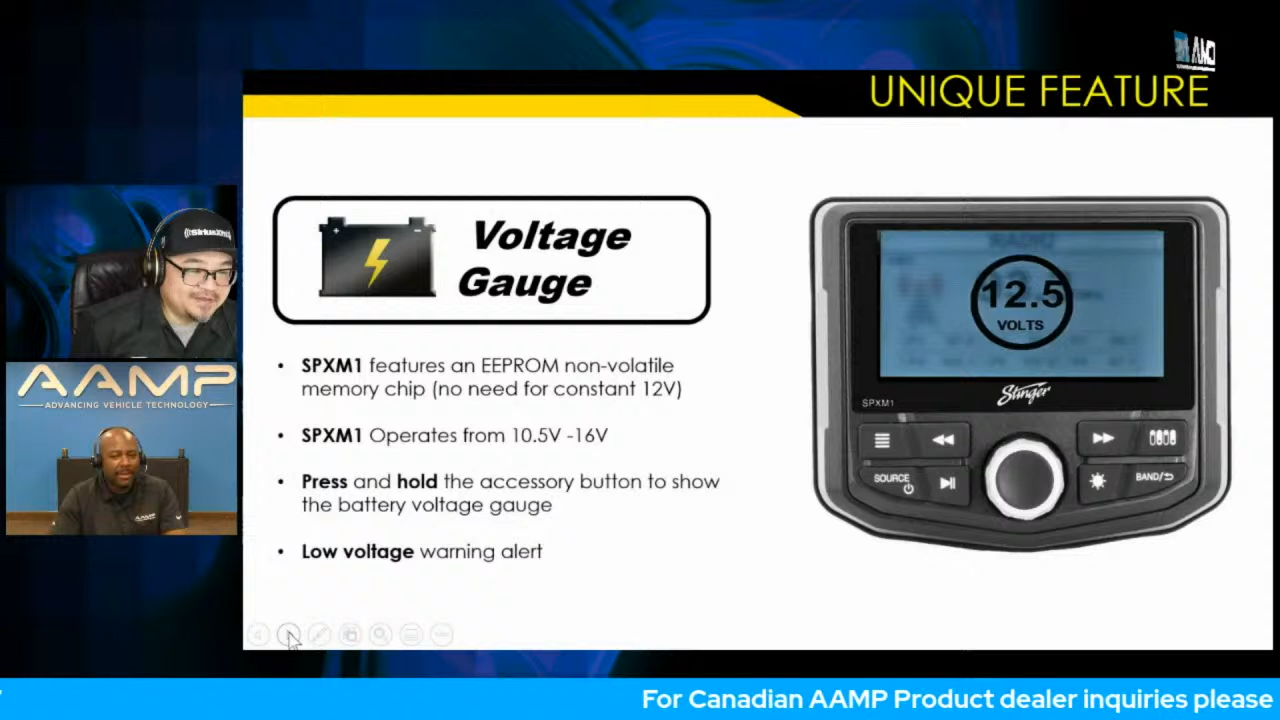 UNIQUE FEATURE
Voltage
Gauge
• SPXM1 features an EEPROM non-volatile
memory chip (no need for constant 12V)
• SPXM1 Operates from 10.5V -16V
• Press and hold the accessory button to show
the battery voltage gauge
• Low voltage warning alert
RADIO
12.5
VOLTS
Stinger
SPXM1
SOURCE
BAND/
((SiriusXM))
AAMP
ADVANCING VEHICLE TECHNOLOGY
AAMP
For Canadian AAMP Product dealer inquiries please